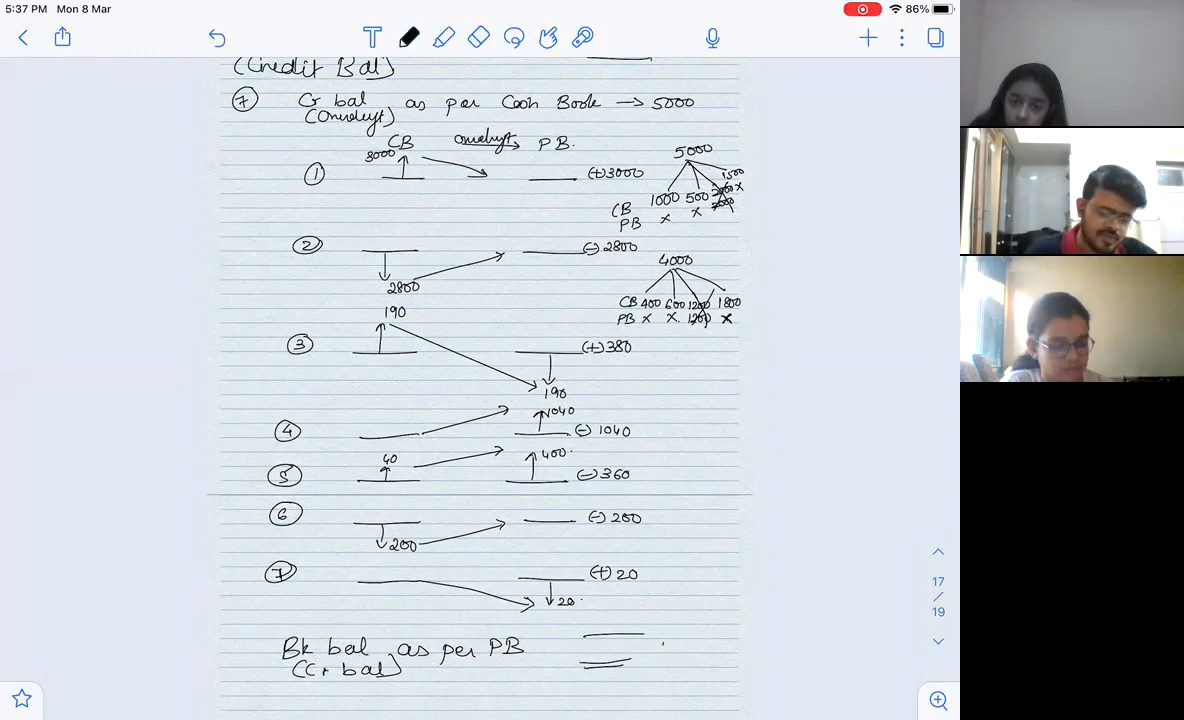 5:37 PM Mon 8 Mar
86%
(Credit Bal)
7 Cr bal as per Cash Book → 5000
(Overdraft)
CB overdraft PB.
3000
1 (+) 3000
5000
1000 500 1500
CB
PB x x x
2 (-) 2800
2800
4000
CB 400 600 1200 1800
PB x x 1200 x
190
3 (+) 380
190
1040
4 (-) 1040
40 400.
5 (-) 360
6 (-) 200
200
7 (+) 20
20.
Bk bal as per PB
(Cr bal)
17
/
19